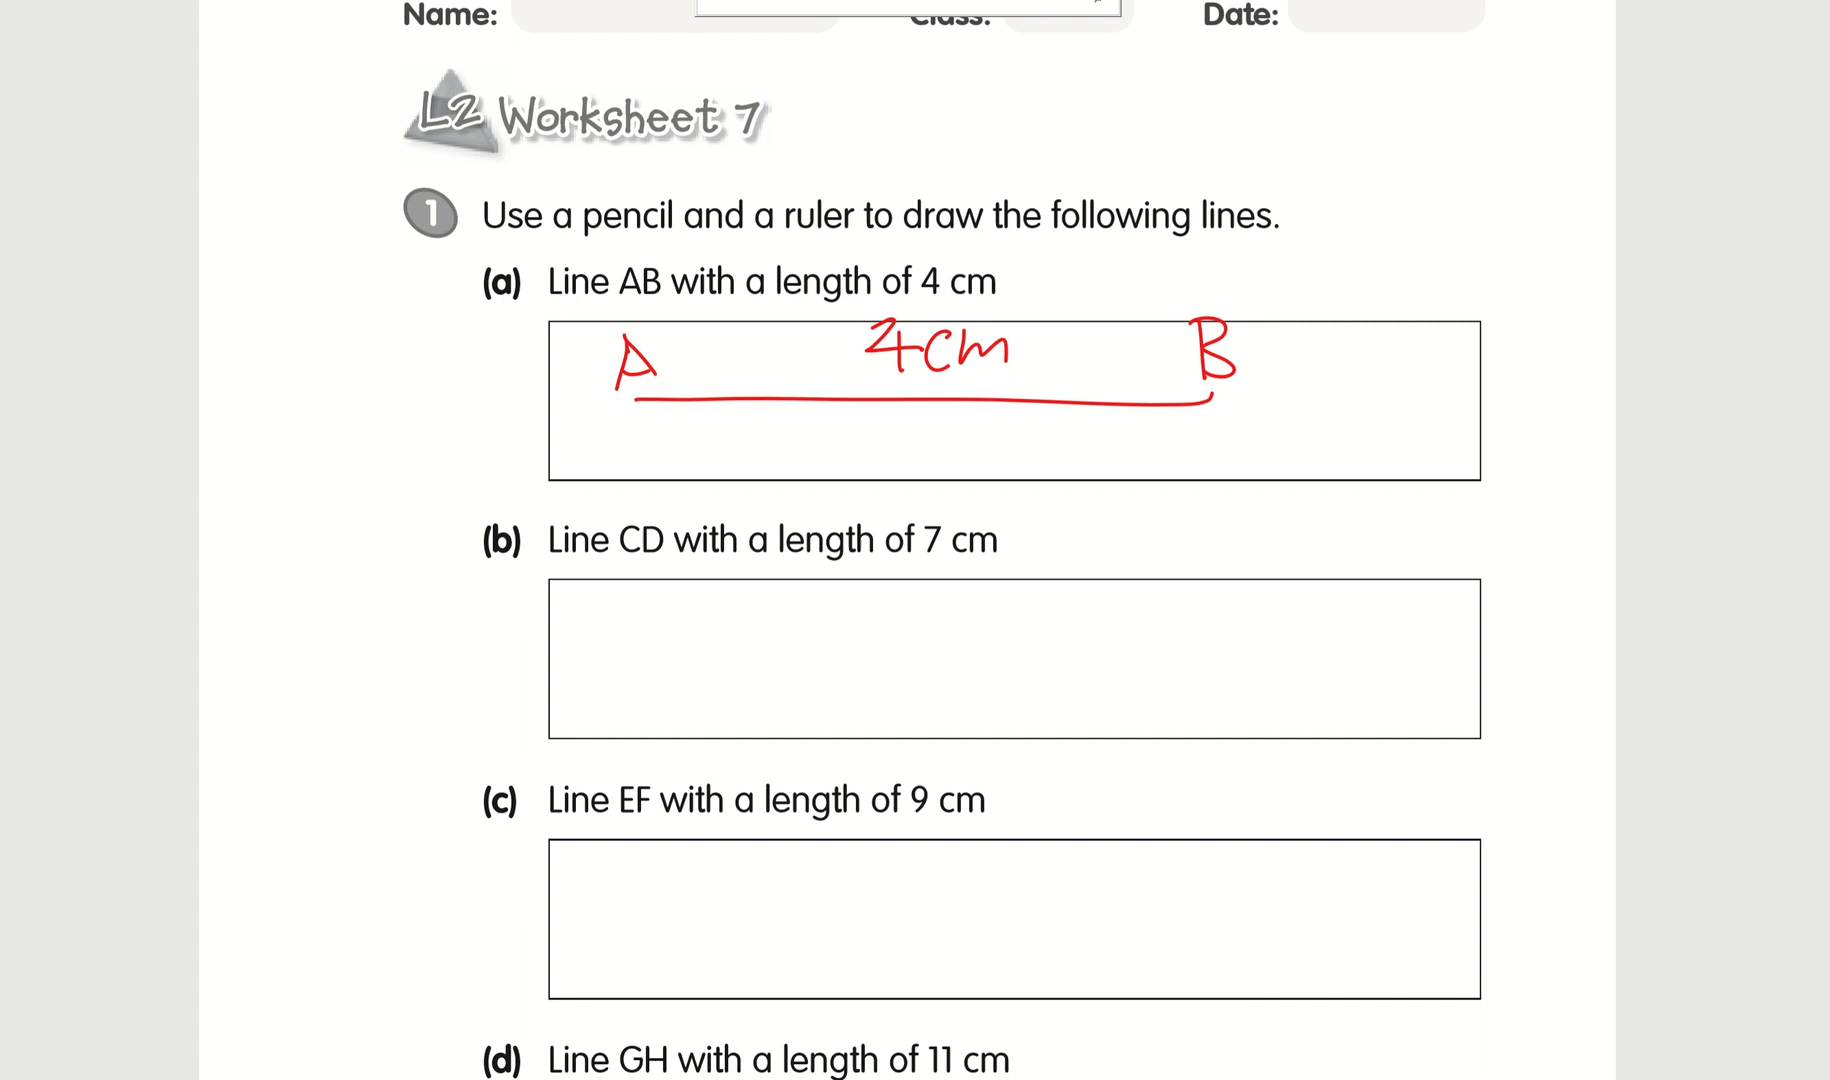 Name: Class: Date:
L2 Worksheet 7
1 Use a pencil and a ruler to draw the following lines.
(a) Line AB with a length of 4 cm
A 4cm B
(b) Line CD with a length of 7 cm
(c) Line EF with a length of 9 cm
(d) Line GH with a length of 11 cm